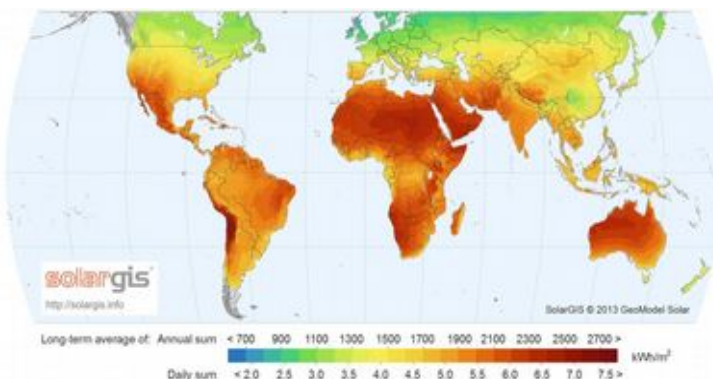 solargis
http://solargis.info
SolarGIS © 2013 GeoModel Solar
Long-term average of: Annual sum < 700 900 1100 1300 1500 1700 1900 2100 2300 2500 2700 >
Daily sum < 2.0 2.5 3.0 3.5 4.0 4.5 5.0 5.5 6.0 6.5 7.0 7.5 >
kWh/m²